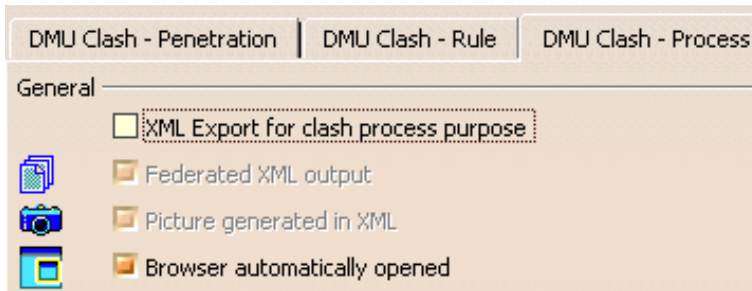 DMU Clash - Penetration DMU Clash - Rule DMU Clash - Process
General
XML Export for clash process purpose
Federated XML output
Picture generated in XML
Browser automatically opened